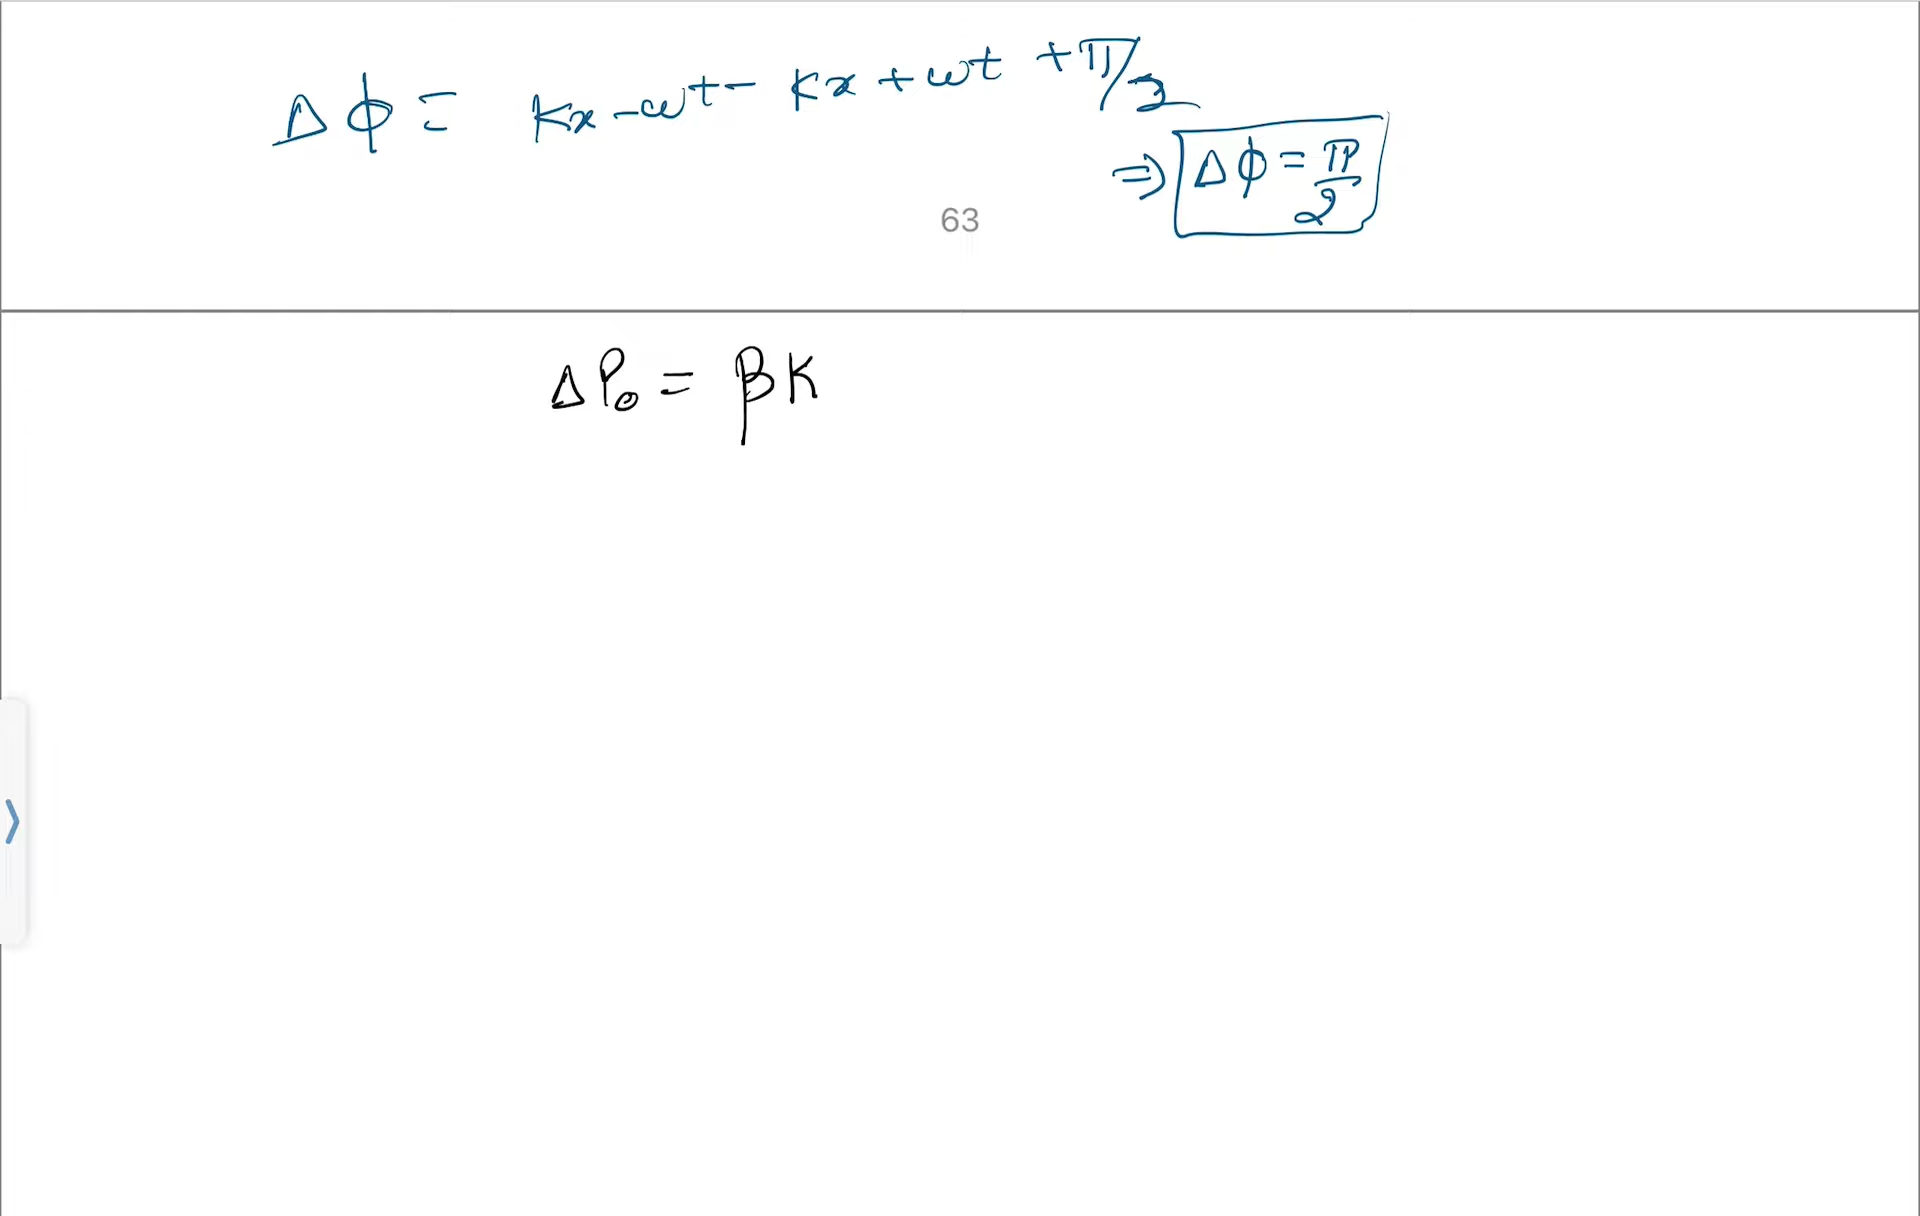 Δφ = Kx - ωt - Kx + ωt + π/2
⇒ Δφ = π/2
63
ΔP₀ = βK